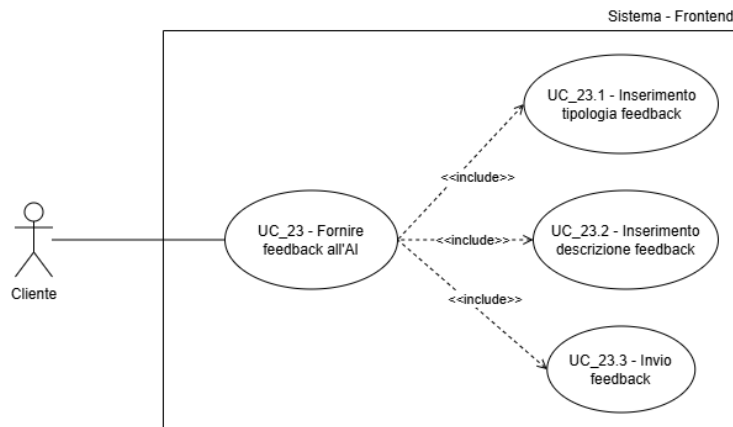 Sistema - Frontend
UC_23.1 - Inserimento
tipologia feedback
<<include>>
UC_23 - Fornire
feedback all'AI
<<include>>
UC_23.2 - Inserimento
descrizione feedback
Cliente
<<include>>
UC_23.3 - Invio
feedback